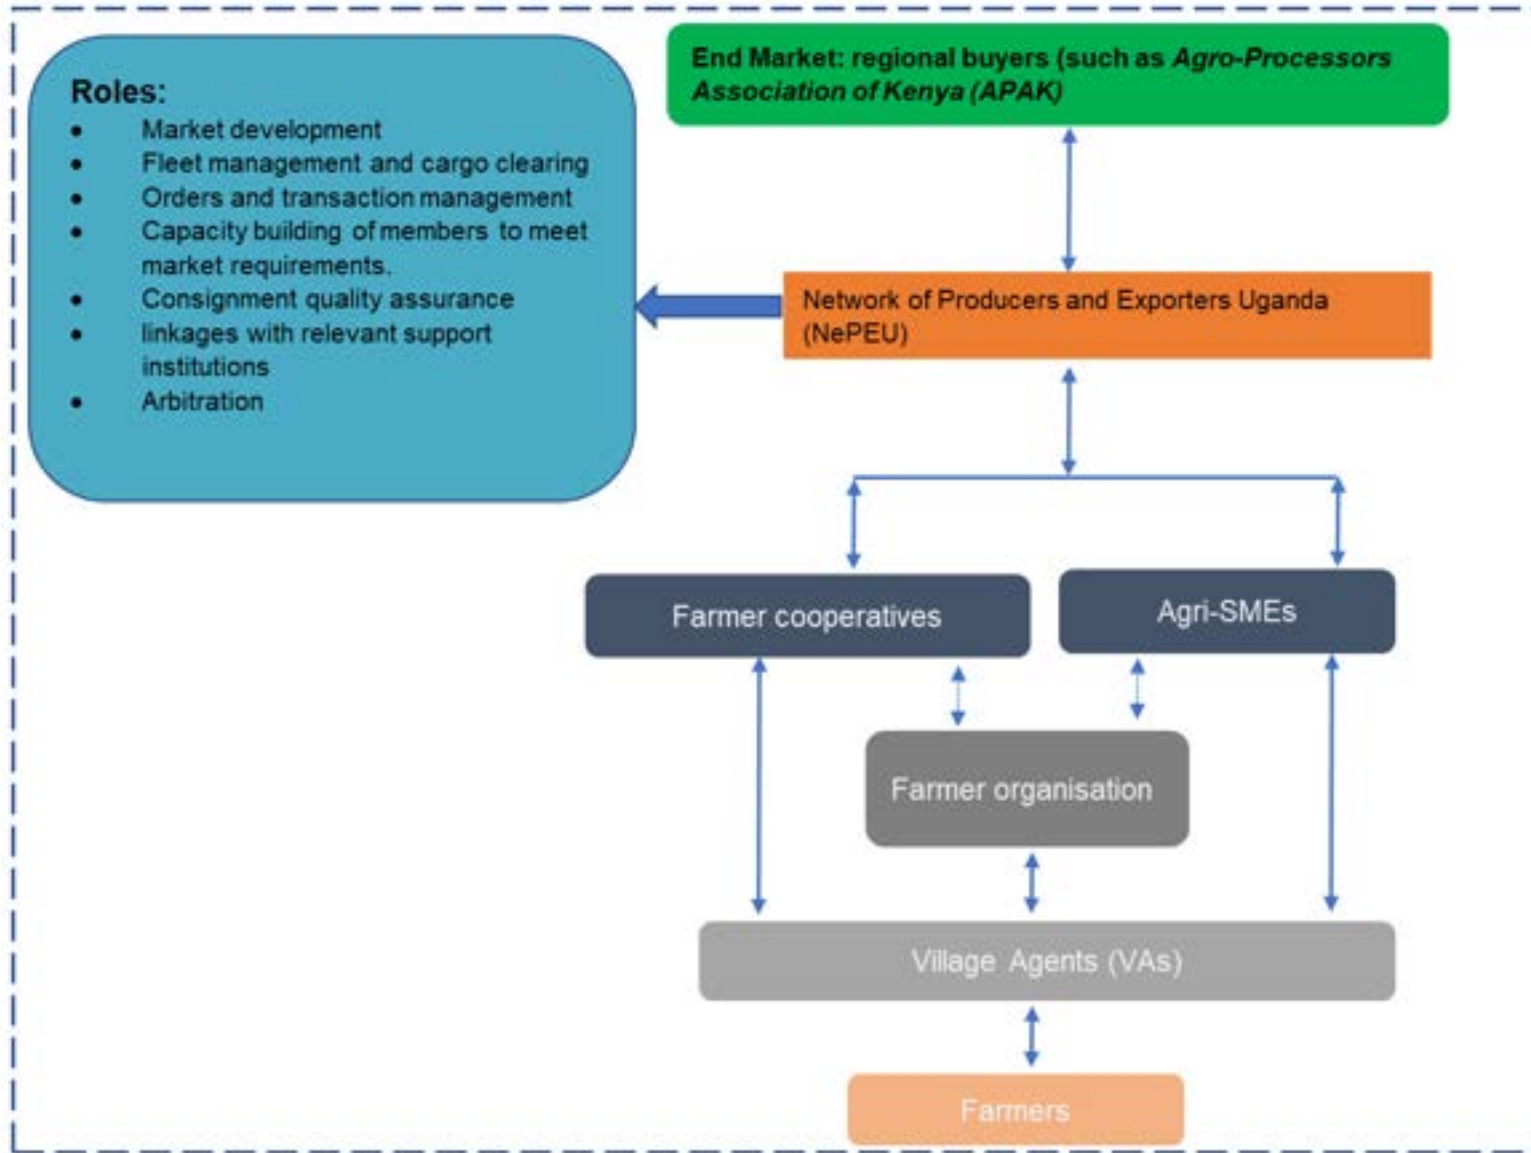 Roles:
• Market development
• Fleet management and cargo clearing
• Orders and transaction management
• Capacity building of members to meet
market requirements.
• Consignment quality assurance
• linkages with relevant support
institutions
• Arbitration
End Market: regional buyers (such as Agro-Processors
Association of Kenya (APAK)
Network of Producers and Exporters Uganda
(NePEU)
Farmer cooperatives
Agri-SMEs
Farmer organisation
Village Agents (VAs)
Farmers